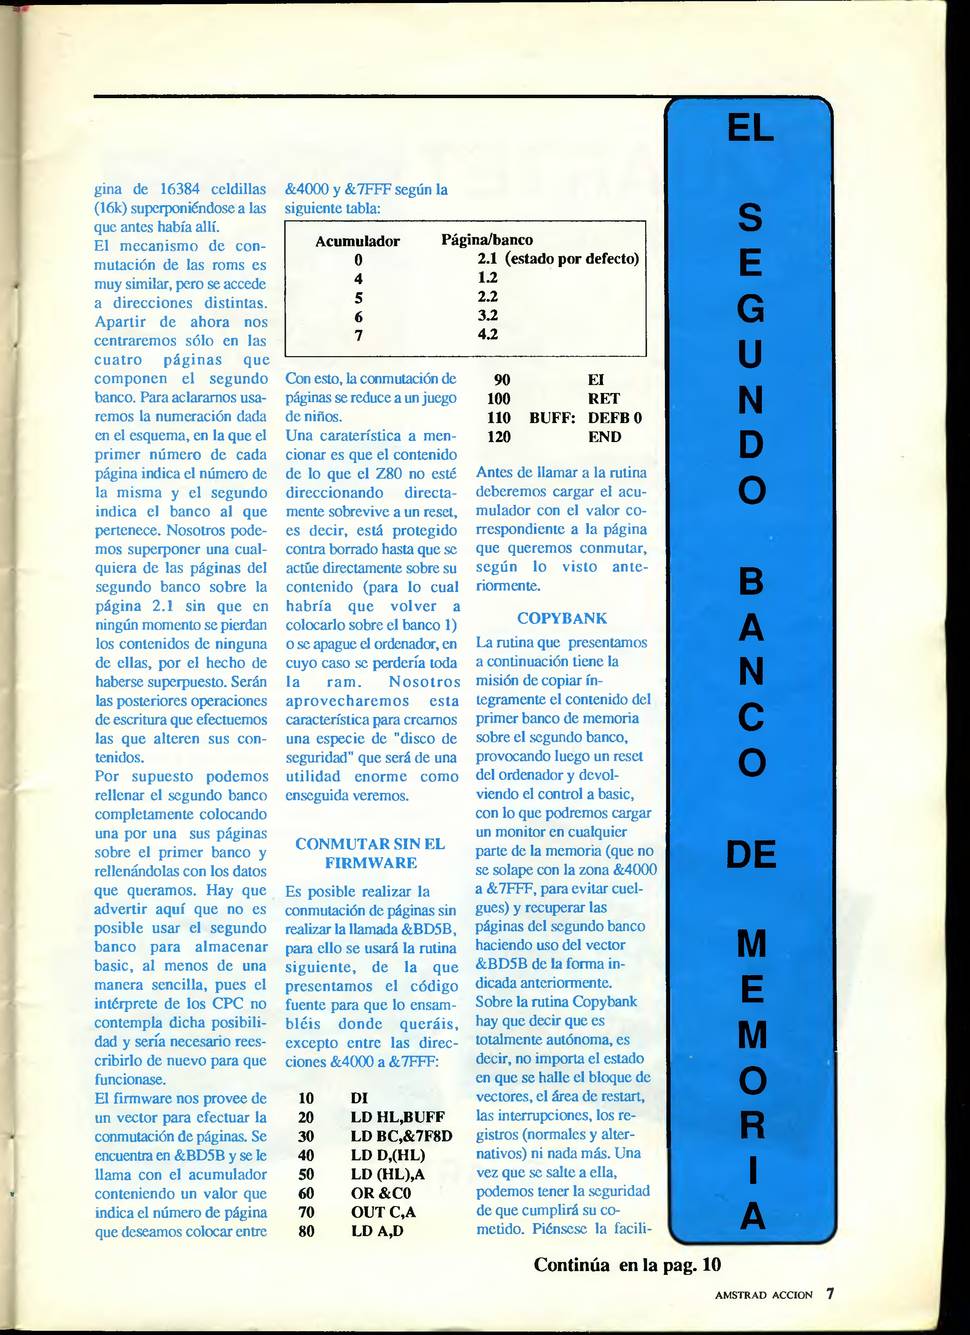 gina de 16384 celdillas
(16k) superponiéndose a las
que antes había allí.
El mecanismo de con-
mutación de las roms es
muy similar, pero se accede
a direcciones distintas.
Apartir de ahora nos
centraremos sólo en las
cuatro páginas que
componen el segundo
banco. Para aclararnos usa-
remos la numeración dada
en el esquema, en la que el
primer número de cada
página indica el número de
la misma y el segundo
indica el banco al que
pertenece. Nosotros pode-
mos superponer una cual-
quiera de las páginas del
segundo banco sobre la
página 2.1 sin que en
ningún momento se pierdan
los contenidos de ninguna
de ellas, por el hecho de
haberse superpuesto. Serán
las posteriores operaciones
de escritura que efectuemos
las que alteren sus con-
tenidos.
Por supuesto podemos
rellenar el segundo banco
completamente colocando
una por una sus páginas
sobre el primer banco y
rellenándolas con los datos
que queramos. Hay que
advertir aquí que no es
posible usar el segundo
banco para almacenar
basic, al menos de una
manera sencilla, pues el
intérprete de los CPC no
contempla dicha posibili-
dad y sería necesario rees-
cribirlo de nuevo para que
funcionase.
El firmware nos provee de
un vector para efectuar la
conmutación de páginas. Se
encuentra en &BD5B y se le
llama con el acumulador
conteniendo un valor que
indica el número de página
que deseamos colocar entre
&4000 y &7FFF según la
siguiente tabla:
Acumulador Página/banco
0 2.1 (estado por defecto)
4 1.2
5 2.2
6 3.2
7 4.2
Con esto, la conmutación de
páginas se reduce a un juego
de niños.
Una caraterística a men-
cionar es que el contenido
de lo que el Z80 no esté
direccionando directa-
mente sobrevive a un reset,
es decir, está protegido
contra borrado hasta que se
actúe directamente sobre su
contenido (para lo cual
habría que volver a
colocarlo sobre el banco 1)
o se apague el ordenador, en
cuyo caso se perdería toda
la ram. Nosotros
aprovecharemos esta
característica para crearnos
una especie de "disco de
seguridad" que será de una
utilidad enorme como
enseguida veremos.
CONMUTAR SIN EL
FIRMWARE
Es posible realizar la
conmutación de páginas sin
realizar la llamada &BD5B,
para ello se usará la rutina
siguiente, de la que
presentamos el código
fuente para que lo ensam-
bléis donde queráis,
excepto entre las direc-
ciones &4000 a &7FFF:
10 DI
20 LD HL,BUFF
30 LD BC,&7F8D
40 LD D,(HL)
50 LD (HL),A
60 OR &C0
70 OUT C,A
80 LD A,D
90 EI
100 RET
110 BUFF: DEFB 0
120 END
Antes de llamar a la rutina
deberemos cargar el acu-
mulador con el valor co-
rrespondiente a la página
que queremos conmutar,
según lo visto ante-
riormente.
COPYBANK
La rutina que presentamos
a continuación tiene la
misión de copiar ín-
tegramente el contenido del
primer banco de memoria
sobre el segundo banco,
provocando luego un reset
del ordenador y devol-
viendo el control a basic,
con lo que podremos cargar
un monitor en cualquier
parte de la memoria (que no
se solape con la zona &4000
a &7FFF, para evitar cuel-
gues) y recuperar las
páginas del segundo banco
haciendo uso del vector
&BD5B de la forma in-
dicada anteriormente.
Sobre la rutina Copybank
hay que decir que es
totalmente autónoma, es
decir, no importa el estado
en que se halle el bloque de
vectores, el área de restart,
las interrupciones, los re-
gistros (normales y alter-
nativos) ni nada más. Una
vez que se salte a ella,
podemos tener la seguridad
de que cumplirá su co-
metido. Piénsese la facili-
EL
SEGUNDO
BANCO
DE
MEMORIA
Continúa en la pag. 10
AMSTRAD ACCION 7